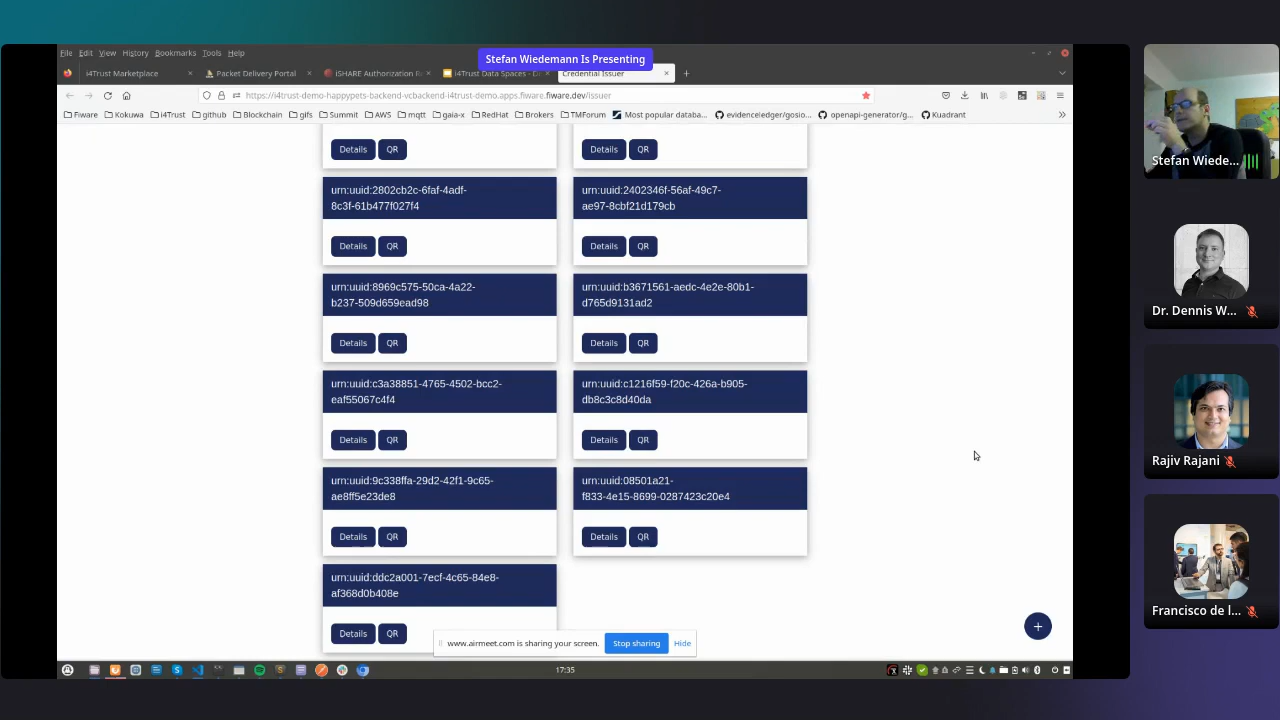 File Edit View History Bookmarks Tools Help
Stefan Wiedemann Is Presenting
i4Trust Marketplace
Packet Delivery Portal
iSHARE Authorization R
i4Trust Data Spaces - D
Credential Issuer
https://i4trust-demo-happypets-backend-vcbackend-i4trust-demo.apps.fiware.fiware.dev/issuer
Fiware Kokuwa i4Trust github Blockchain gifs Summit AWS mqtt gaia-x RedHat Brokers TMForum Most popular databa... evidenceledger/gosio... openapi-generator/g... Kuadrant
Details QR
Details QR
urn:uuid:2802cb2c-6faf-4adf-
8c3f-61b477f027f4
Details QR
urn:uuid:2402346f-56af-49c7-
ae97-8cbf21d179cb
Details QR
urn:uuid:8969c575-50ca-4a22-
b237-509d659ead98
Details QR
urn:uuid:b3671561-aedc-4e2e-80b1-
d765d9131ad2
Details QR
urn:uuid:c3a38851-4765-4502-bcc2-
eaf55067c4f4
Details QR
urn:uuid:c1216f59-f20c-426a-b905-
db8c3c8d40da
Details QR
urn:uuid:9c338ffa-29d2-42f1-9c65-
ae8ff5e23de8
Details QR
urn:uuid:08501a21-
f833-4e15-8699-0287423c20e4
Details QR
urn:uuid:ddc2a001-7ecf-4c65-84e8-
af368d0b408e
Details QR
+
www.airmeet.com is sharing your screen. Stop sharing Hide
17:35
Stefan Wiede...
Dr. Dennis W...
Rajiv Rajani
Francisco de l...